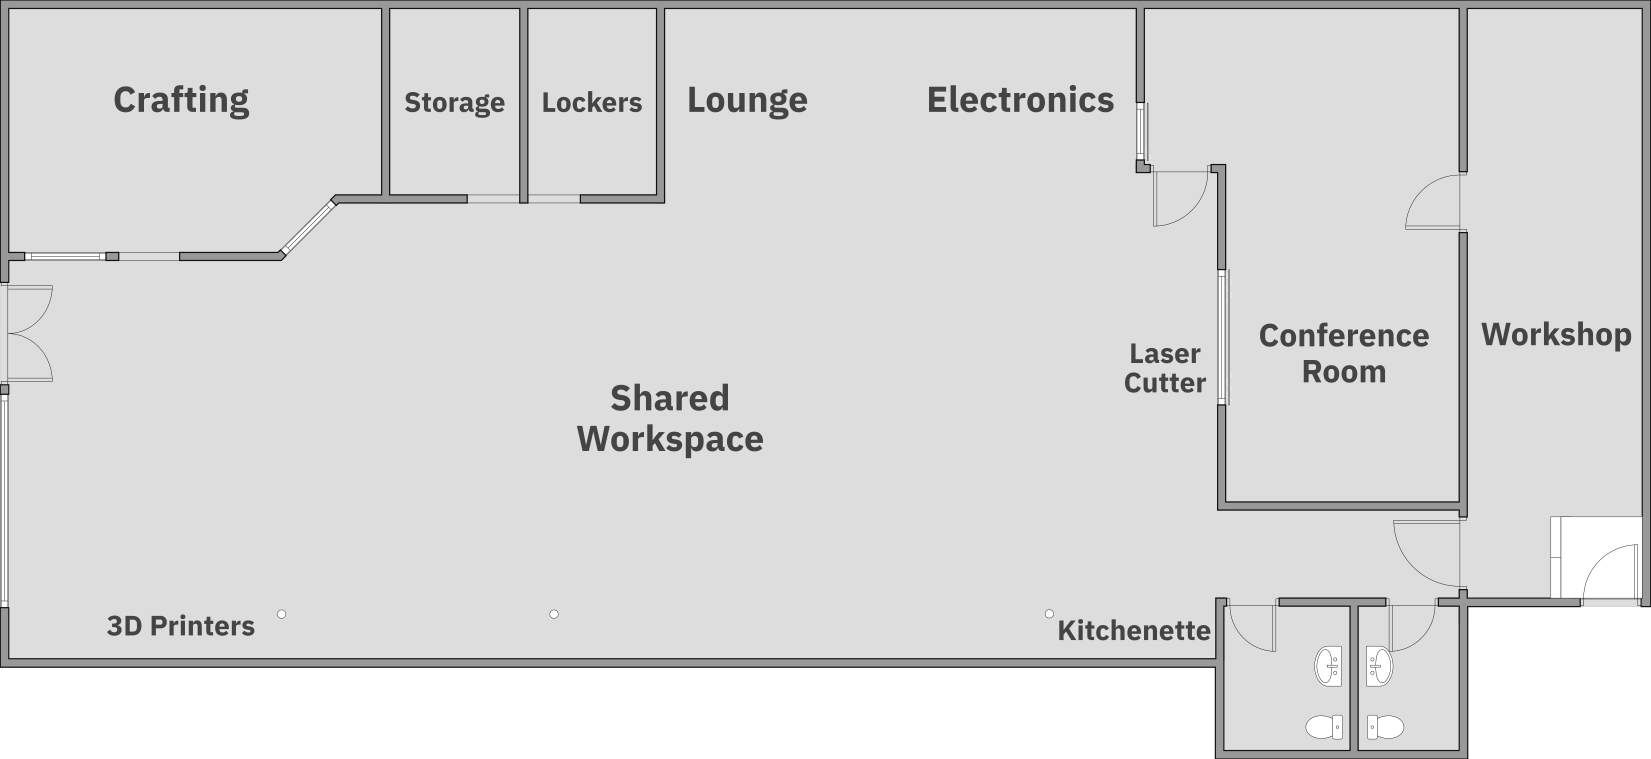 Crafting
Storage
Lockers
Lounge
Electronics
Conference
Room
Workshop
Laser
Cutter
Shared
Workspace
3D Printers
Kitchenette